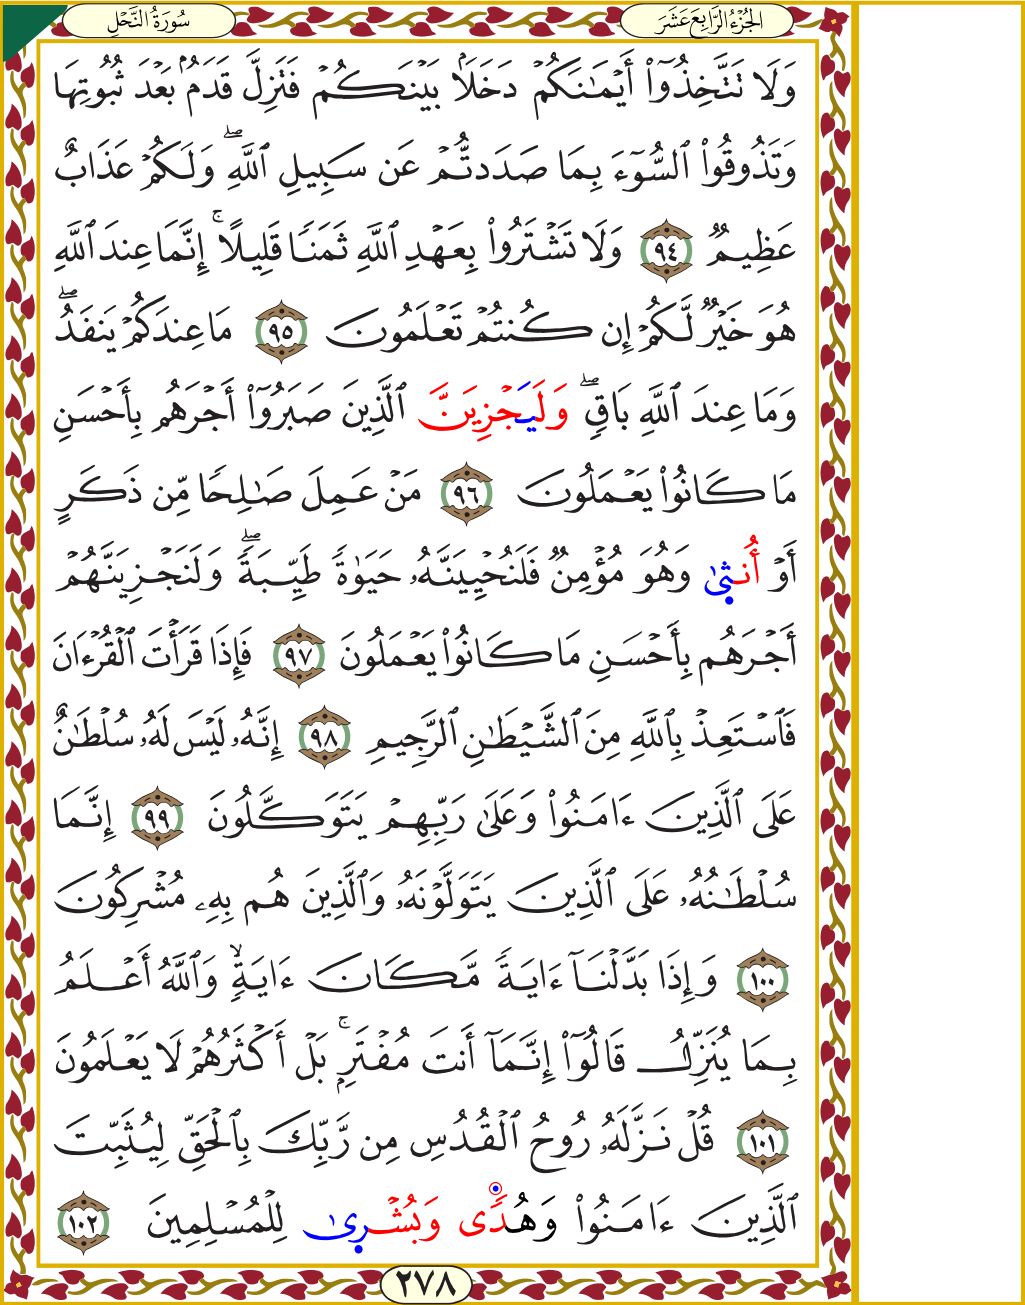 الجُزْءُ الرَّابِعَ عَشَرَ
سُورَةُ النَّحْلِ
وَلَا تَتَّخِذُوٓا۟ أَيْمَـٰنَكُمْ دَخَلًۢا بَيْنَكُمْ فَتَزِلَّ قَدَمٌۢ بَعْدَ ثُبُوتِهَا
وَتَذُوقُوا۟ ٱلسُّوٓءَ بِمَا صَدَدتُّمْ عَن سَبِيلِ ٱللَّهِ ۖ وَلَكُمْ عَذَابٌ
عَظِيمٌ ٩٤ وَلَا تَشْتَرُوا۟ بِعَهْدِ ٱللَّهِ ثَمَنًا قَلِيلًا ۚ إِنَّمَا عِندَ ٱللَّهِ
هُوَ خَيْرٌ لَّكُمْ إِن كُنتُمْ تَعْلَمُونَ ٩٥ مَا عِندَكُمْ يَنفَدُ ۖ
وَمَا عِندَ ٱللَّهِ بَاقٍ ۗ وَلَيَجْزِيَنَّ ٱلَّذِينَ صَبَرُوٓا۟ أَجْرَهُم بِأَحْسَنِ
مَا كَانُوا۟ يَعْمَلُونَ ٩٦ مَنْ عَمِلَ صَـٰلِحًا مِّن ذَكَرٍ
أَوْ أُنثِىٰ وَهُوَ مُؤْمِنٌ فَلَنُحْيِيَنَّهُۥ حَيَوٰةً طَيِّبَةً ۖ وَلَنَجْزِيَنَّهُمْ
أَجْرَهُم بِأَحْسَنِ مَا كَانُوا۟ يَعْمَلُونَ ٩٧ فَإِذَا قَرَأْتَ ٱلْقُرْءَانَ
فَٱسْتَعِذْ بِٱللَّهِ مِنَ ٱلشَّيْطَـٰنِ ٱلرَّجِيمِ ٩٨ إِنَّهُۥ لَيْسَ لَهُۥ سُلْطَـٰنٌ
عَلَى ٱلَّذِينَ ءَامَنُوا۟ وَعَلَىٰ رَبِّهِمْ يَتَوَكَّلُونَ ٩٩ إِنَّمَا
سُلْطَـٰنُهُۥ عَلَى ٱلَّذِينَ يَتَوَلَّوْنَهُۥ وَٱلَّذِينَ هُم بِهِۦ مُشْرِكُونَ
١٠٠ وَإِذَا بَدَّلْنَآ ءَايَةً مَّكَانَ ءَايَةٍ ۙ وَٱللَّهُ أَعْلَمُ
بِمَا يُنَزِّلُ قَالُوٓا۟ إِنَّمَآ أَنتَ مُفْتَرٍۭ ۚ بَلْ أَكْثَرُهُمْ لَا يَعْلَمُونَ
١٠١ قُلْ نَزَّلَهُۥ رُوحُ ٱلْقُدُسِ مِن رَّبِّكَ بِٱلْحَقِّ لِيُثَبِّتَ
ٱلَّذِينَ ءَامَنُوا۟ وَهُدًى وَبُشْرِىٰ لِلْمُسْلِمِينَ ١٠٢
٢٧٨